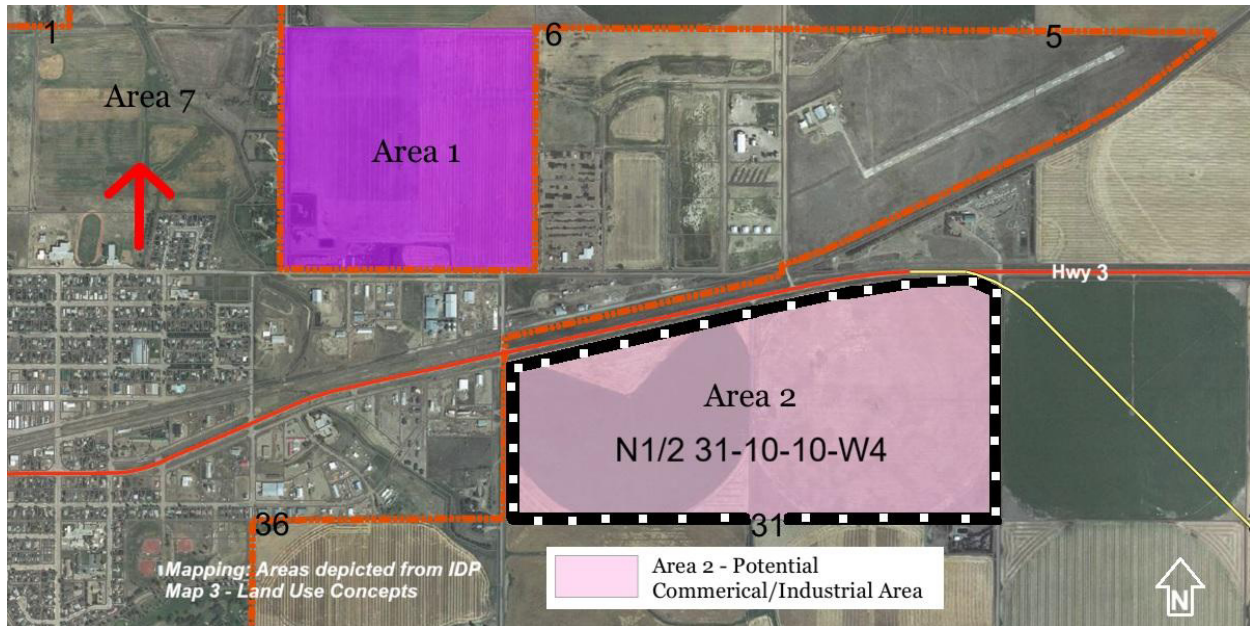 1
6
5
Area 7
Area 1
Hwy 3
Area 2
N1/2 31-10-10-W4
36
31
Mapping: Areas depicted from IDP
Map 3 - Land Use Concepts
Area 2 - Potential
Commerical/Industrial Area
N